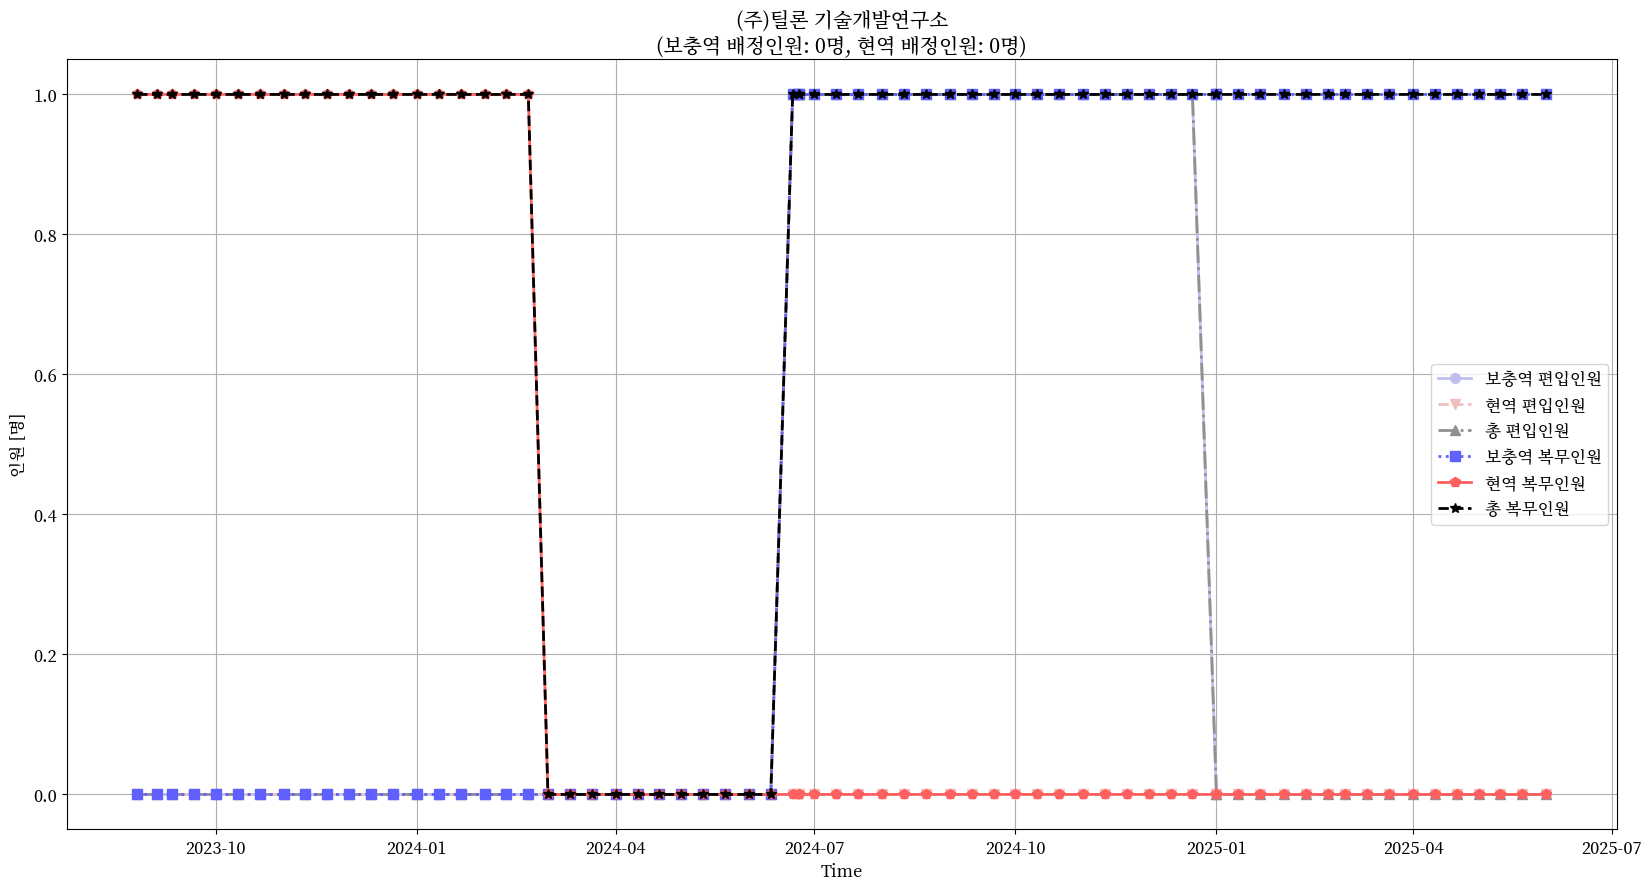 (주)틸론 기술개발연구소
(보충역 배정인원: 0명, 현역 배정인원: 0명)
인원 [명]
1.0
0.8
0.6
0.4
0.2
0.0
보충역 편입인원
현역 편입인원
총 편입인원
보충역 복무인원
현역 복무인원
총 복무인원
2023-10
2024-01
2024-04
2024-07
2024-10
2025-01
2025-04
2025-07
Time